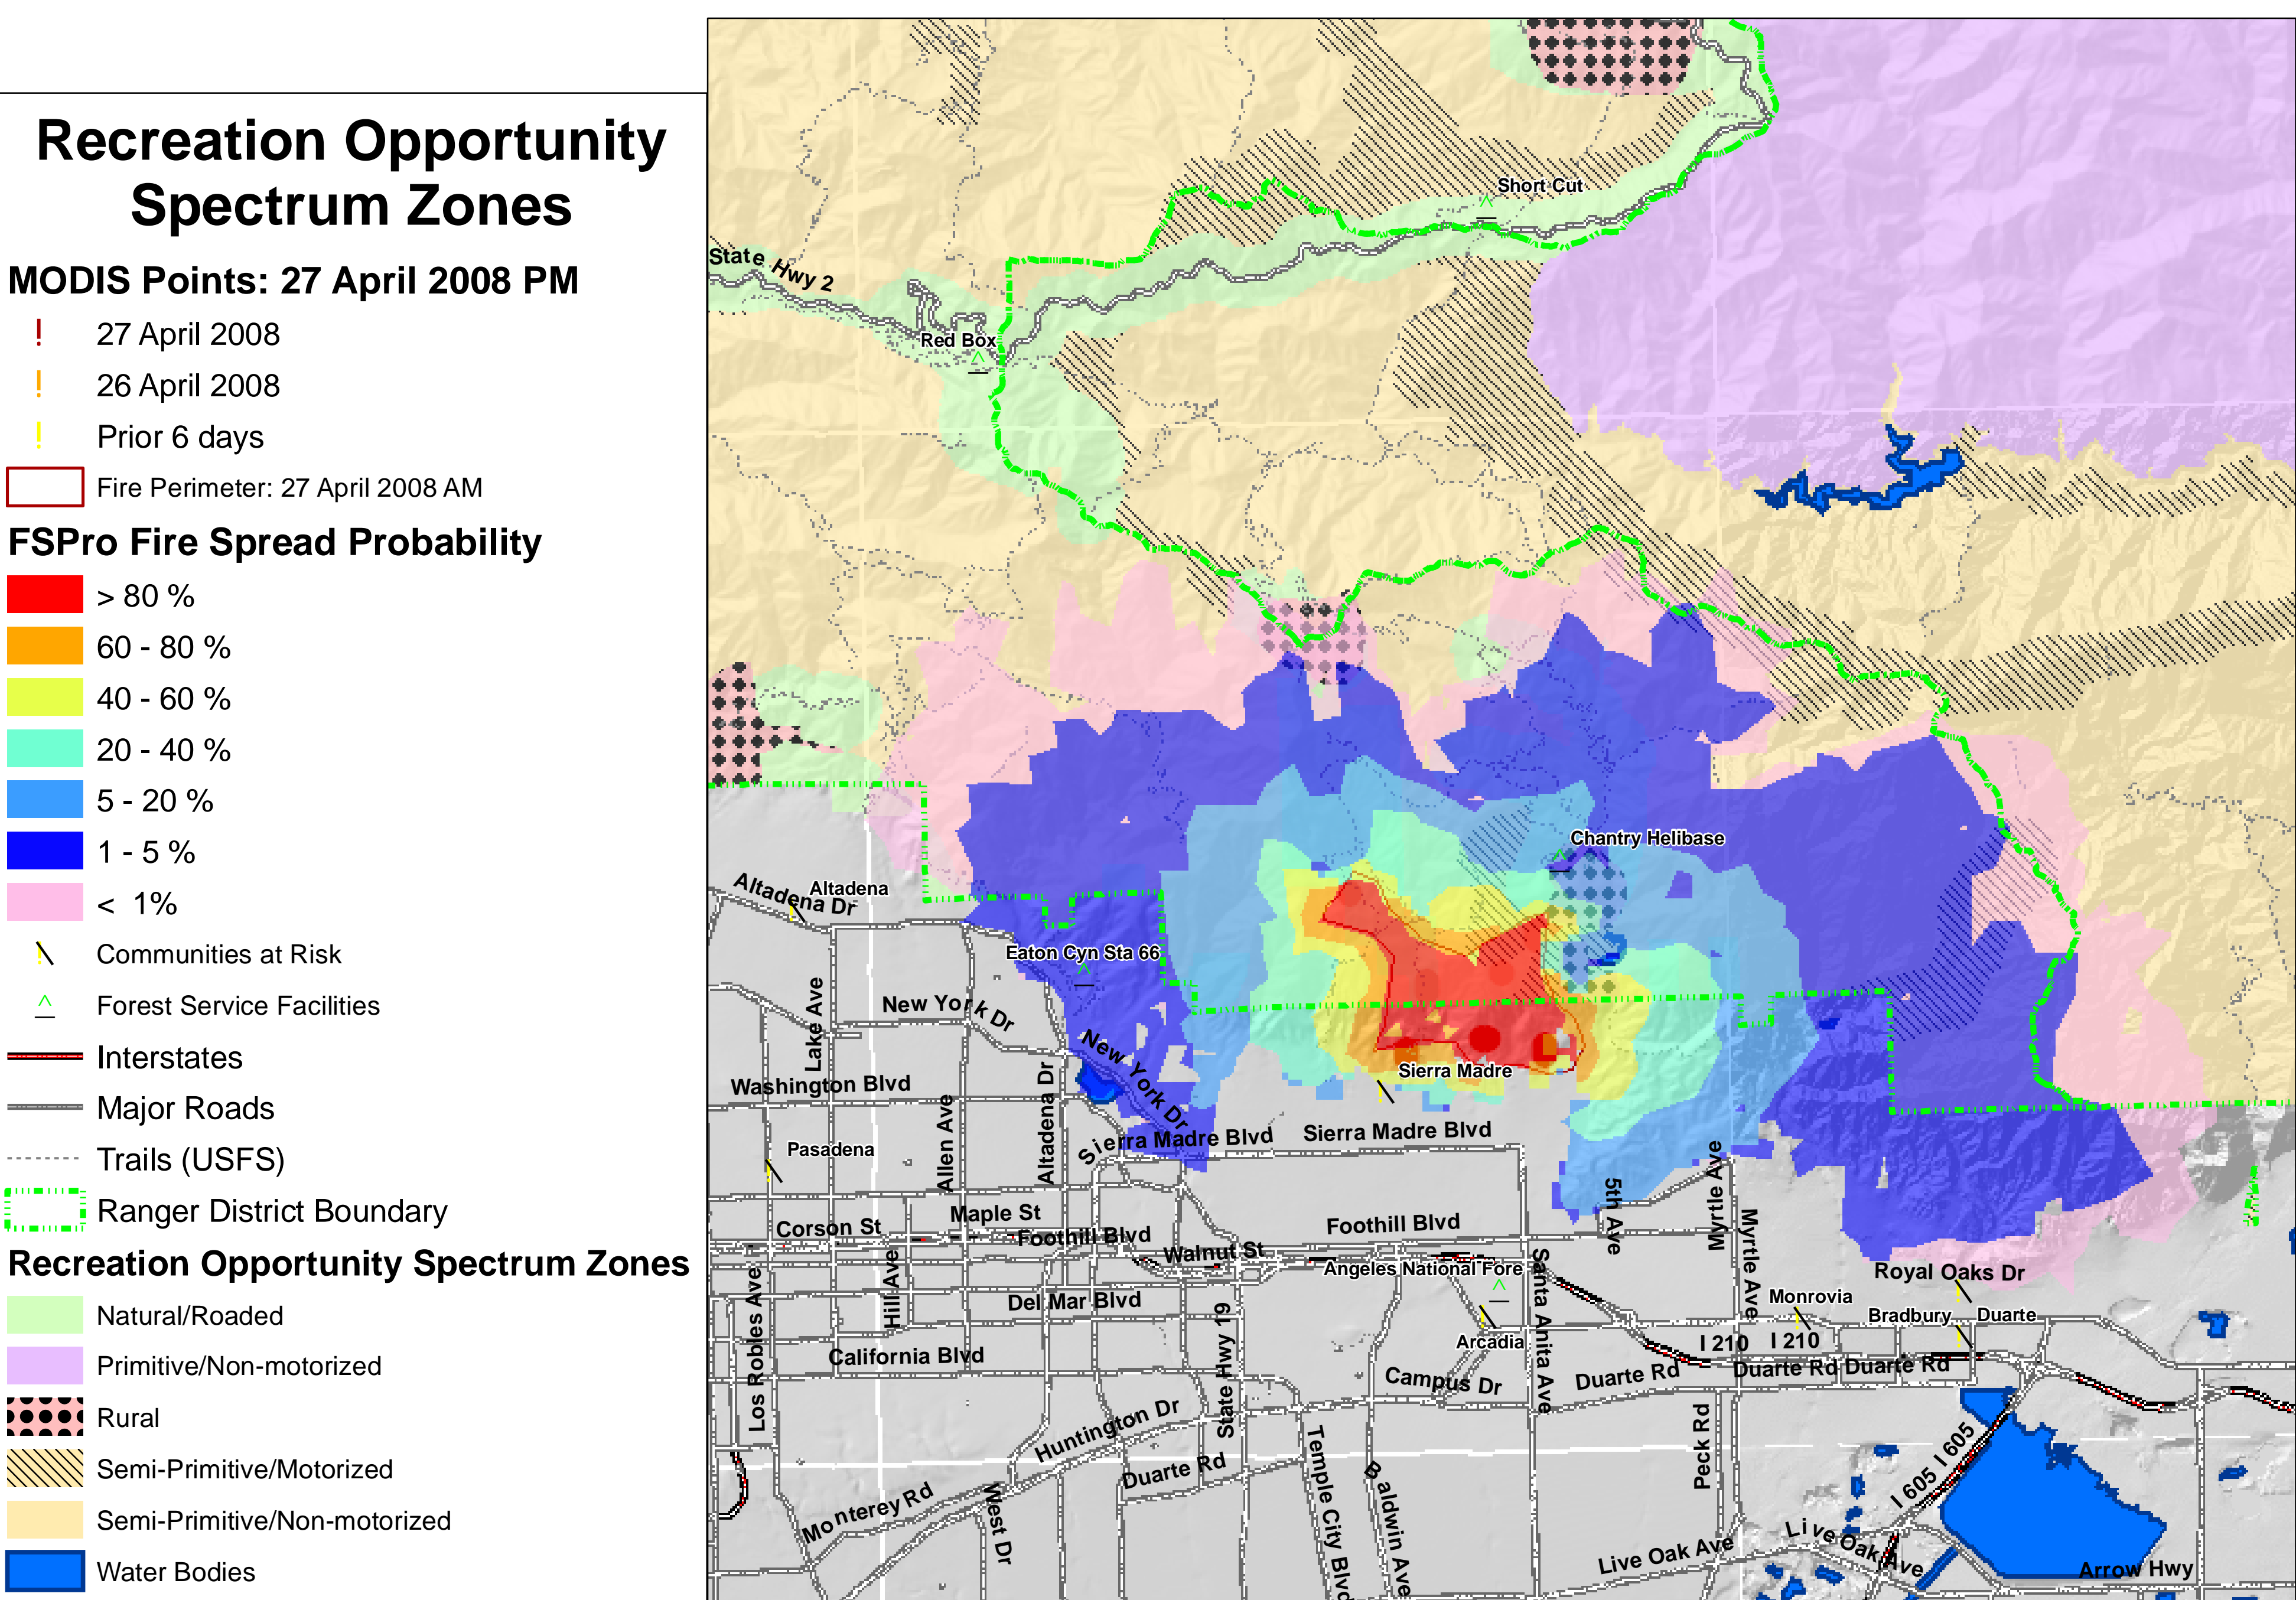 Recreation Opportunity
Spectrum Zones
MODIS Points: 27 April 2008 PM
27 April 2008
26 April 2008
Prior 6 days
Fire Perimeter: 27 April 2008 AM
FSPro Fire Spread Probability
> 80 %
60 - 80 %
40 - 60 %
20 - 40 %
5 - 20 %
1 - 5 %
< 1%
Communities at Risk
Forest Service Facilities
Interstates
Major Roads
Trails (USFS)
Ranger District Boundary
Recreation Opportunity Spectrum Zones
Natural/Roaded
Primitive/Non-motorized
Rural
Semi-Primitive/Motorized
Semi-Primitive/Non-motorized
Water Bodies
Short Cut
State Hwy 2
Red Box
Chantry Helibase
Altadena Dr
Altadena
Eaton Cyn Sta 66
Lake Ave
New York Dr
New York Dr
Sierra Madre
Washington Blvd
Allen Ave
Altadena Dr
Sierra Madre Blvd
Sierra Madre Blvd
Pasadena
Myrtle Ave
5th Ave
Myrtle Ave
Maple St
Corson St
Foothill Blvd
Foothill Blvd
Walnut St
Angeles National Fore
Santa Anita Ave
Royal Oaks Dr
Los Robles Ave
Hill Ave
Del Mar Blvd
State Hwy 19
Monrovia
Bradbury
Duarte
Arcadia
I 210
I 210
California Blvd
Campus Dr
Duarte Rd
Duarte Rd
Duarte Rd
Huntington Dr
Duarte Rd
Peck Rd
I 605
I 605
Monterey Rd
West Dr
Temple City Blvd
Baldwin Ave
Live Oak Ave
Live Oak Ave
Arrow Hwy